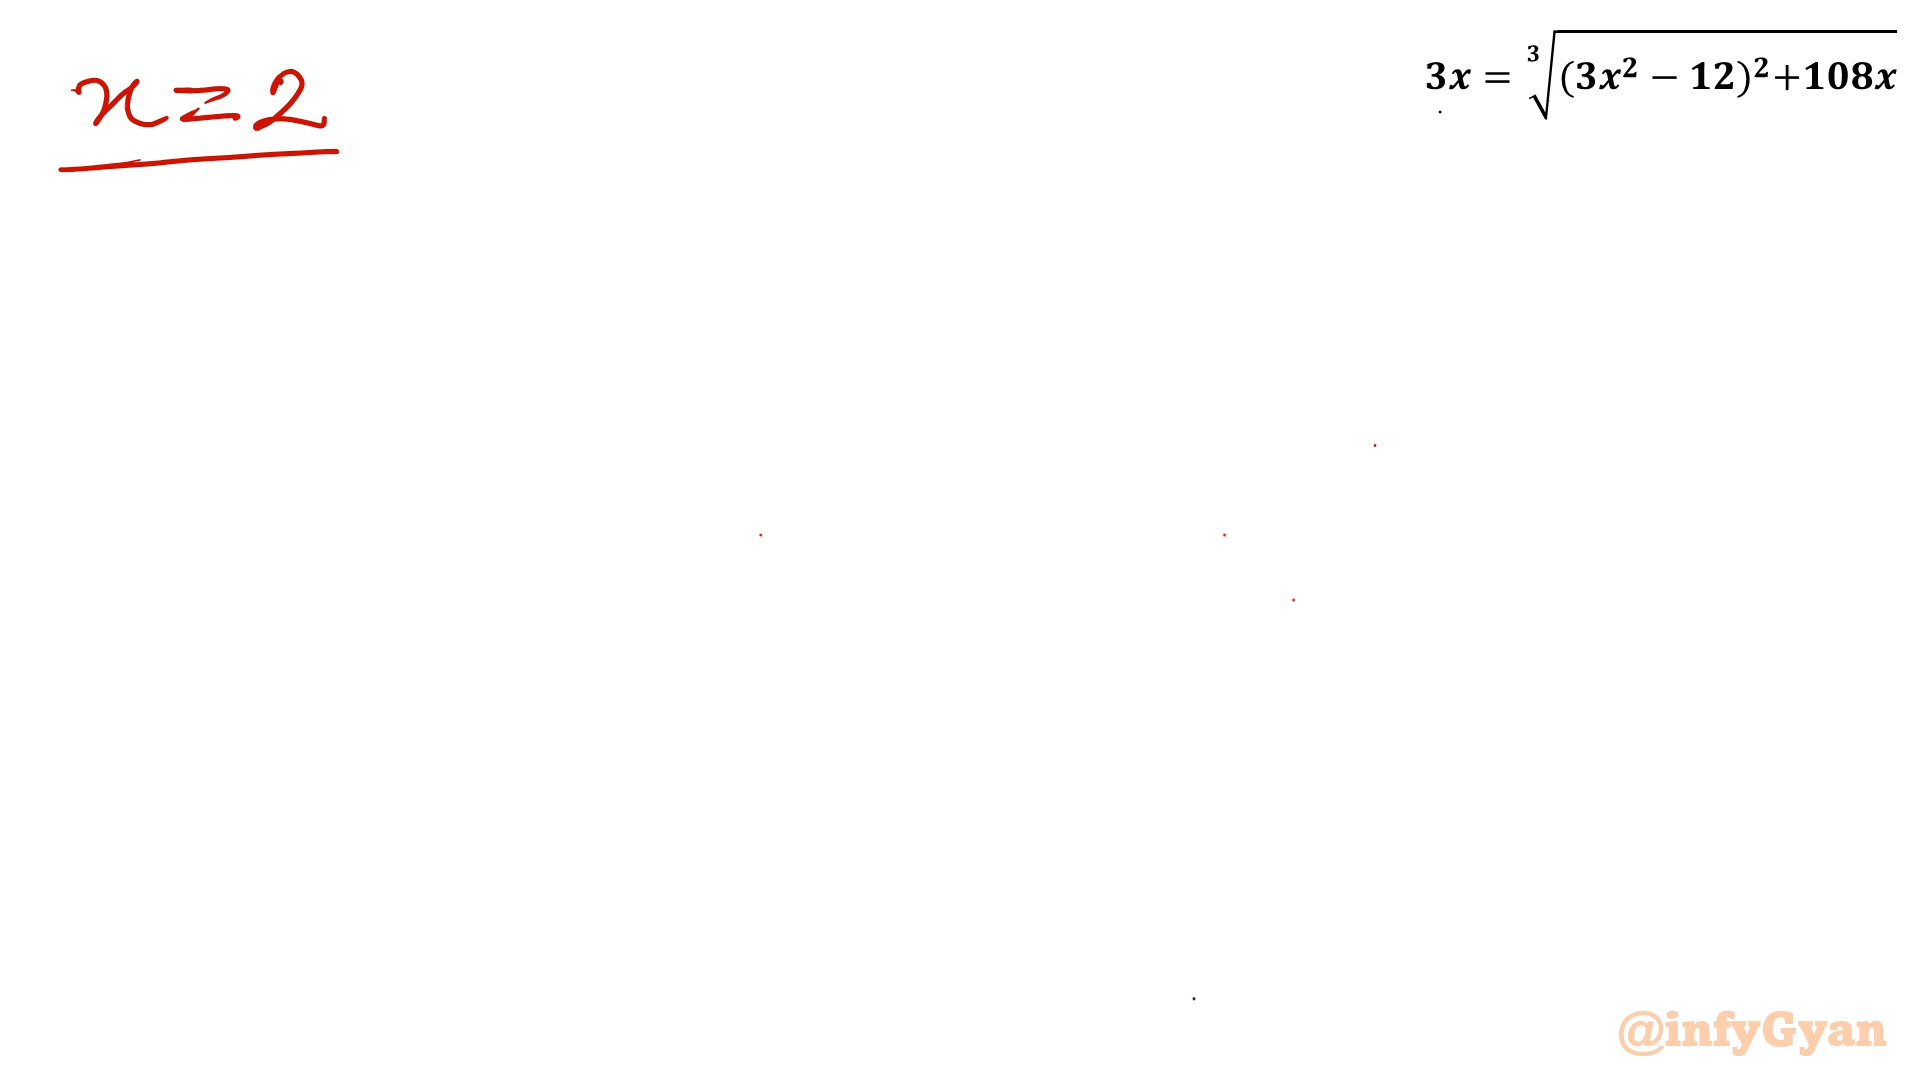 x=2
3x = ∛(3x² − 12)²+108x
@infyGyan